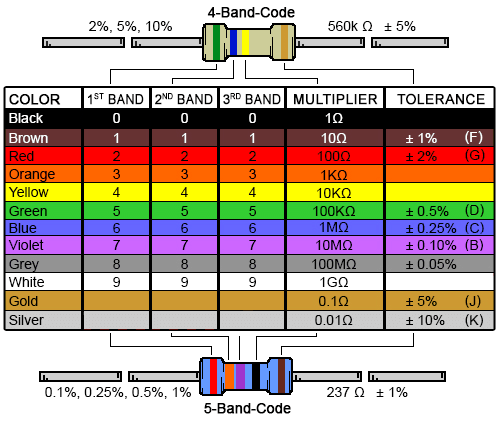 4-Band-Code
2%, 5%, 10% 560k Ω ± 5%
COLOR 1ST BAND 2ND BAND 3RD BAND MULTIPLIER TOLERANCE
Black 0 0 0 1Ω
Brown 1 1 1 10Ω ± 1% (F)
Red 2 2 2 100Ω ± 2% (G)
Orange 3 3 3 1KΩ
Yellow 4 4 4 10KΩ
Green 5 5 5 100KΩ ± 0.5% (D)
Blue 6 6 6 1MΩ ± 0.25% (C)
Violet 7 7 7 10MΩ ± 0.10% (B)
Grey 8 8 8 100MΩ ± 0.05%
White 9 9 9 1GΩ
Gold 0.1Ω ± 5% (J)
Silver 0.01Ω ± 10% (K)
0.1%, 0.25%, 0.5%, 1% 237 Ω ± 1%
5-Band-Code